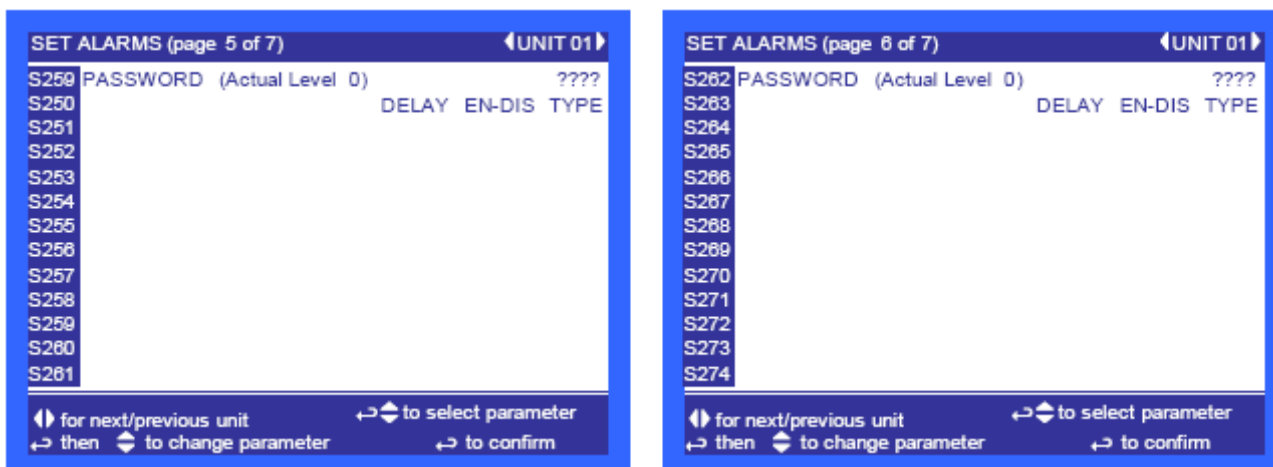 SET ALARMS (page 5 of 7) UNIT 01
S259 PASSWORD (Actual Level 0) ????
S250 DELAY EN-DIS TYPE
S251
S252
S253
S254
S255
S256
S257
S258
S259
S260
S261
for next/previous unit to select parameter
then to change parameter to confirm
SET ALARMS (page 6 of 7) UNIT 01
S262 PASSWORD (Actual Level 0) ????
S263 DELAY EN-DIS TYPE
S264
S265
S266
S267
S268
S269
S270
S271
S272
S273
S274
for next/previous unit to select parameter
then to change parameter to confirm